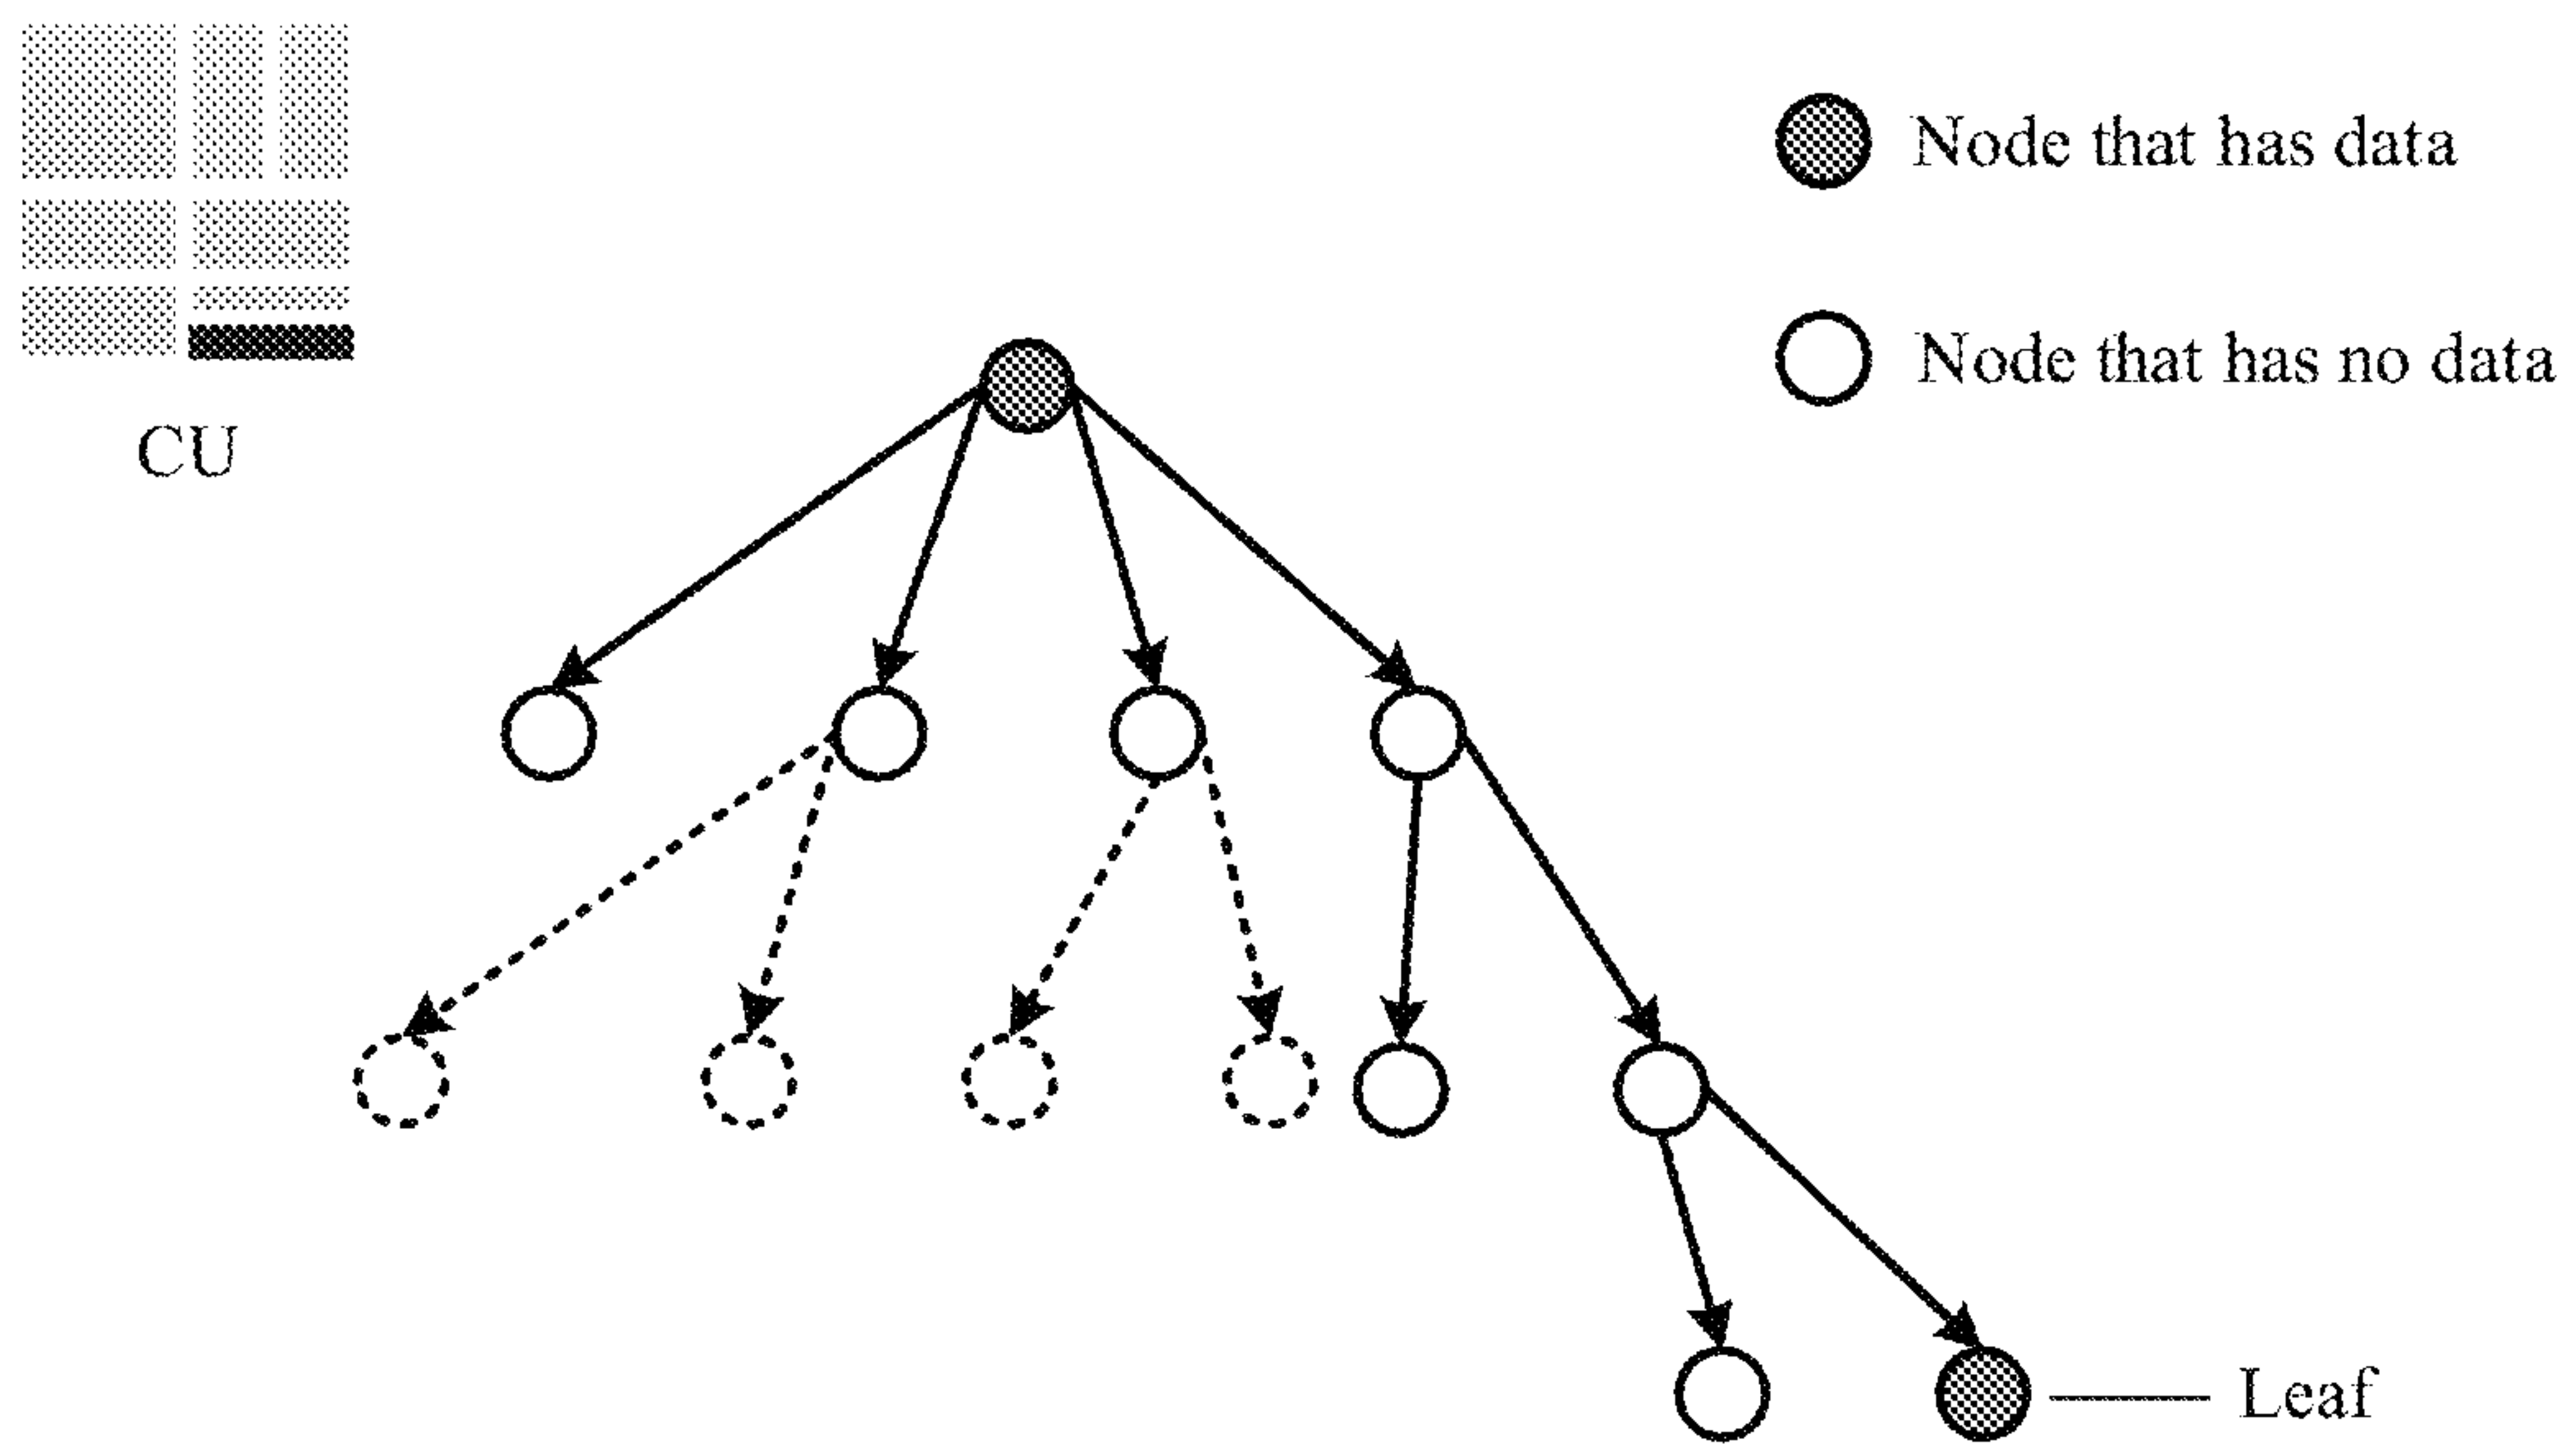 Node that has data
Node that has no data
CU
Leaf